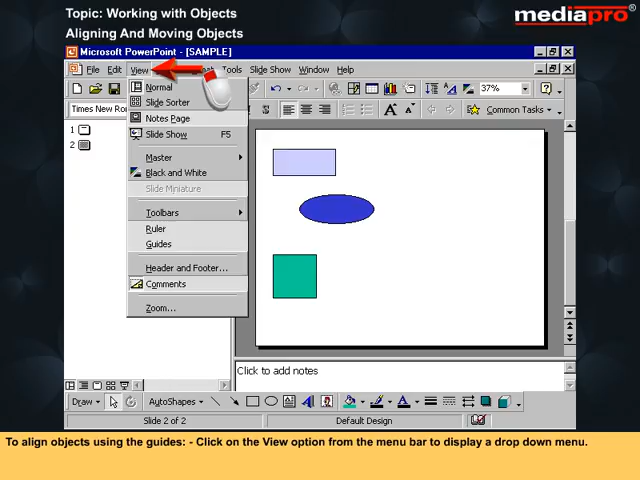 Topic: Working with Objects
mediapro®
Aligning And Moving Objects
Microsoft PowerPoint - [SAMPLE]
File Edit View Tools Slide Show Window Help
37%
Times New Ro
B S A A Common Tasks
Normal
Slide Sorter
Notes Page
Slide Show F5
Master
Black and White
Slide Miniature
Toolbars
Ruler
Guides
Header and Footer...
Comments
Zoom...
1
2
Click to add notes
Draw AutoShapes A A
Slide 2 of 2 Default Design
To align objects using the guides: - Click on the View option from the menu bar to display a drop down menu.